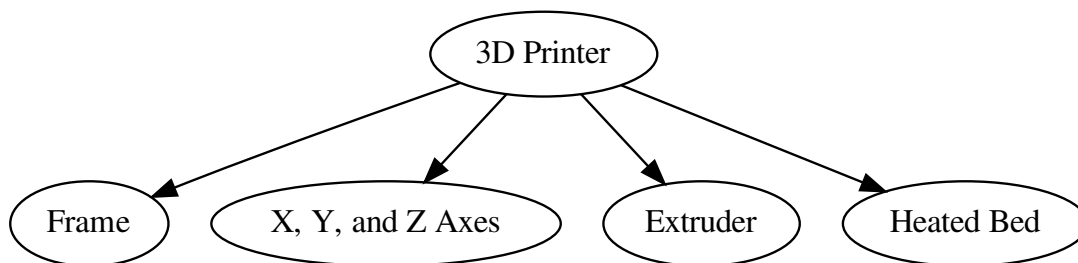 3D Printer
Frame
X, Y, and Z Axes
Extruder
Heated Bed